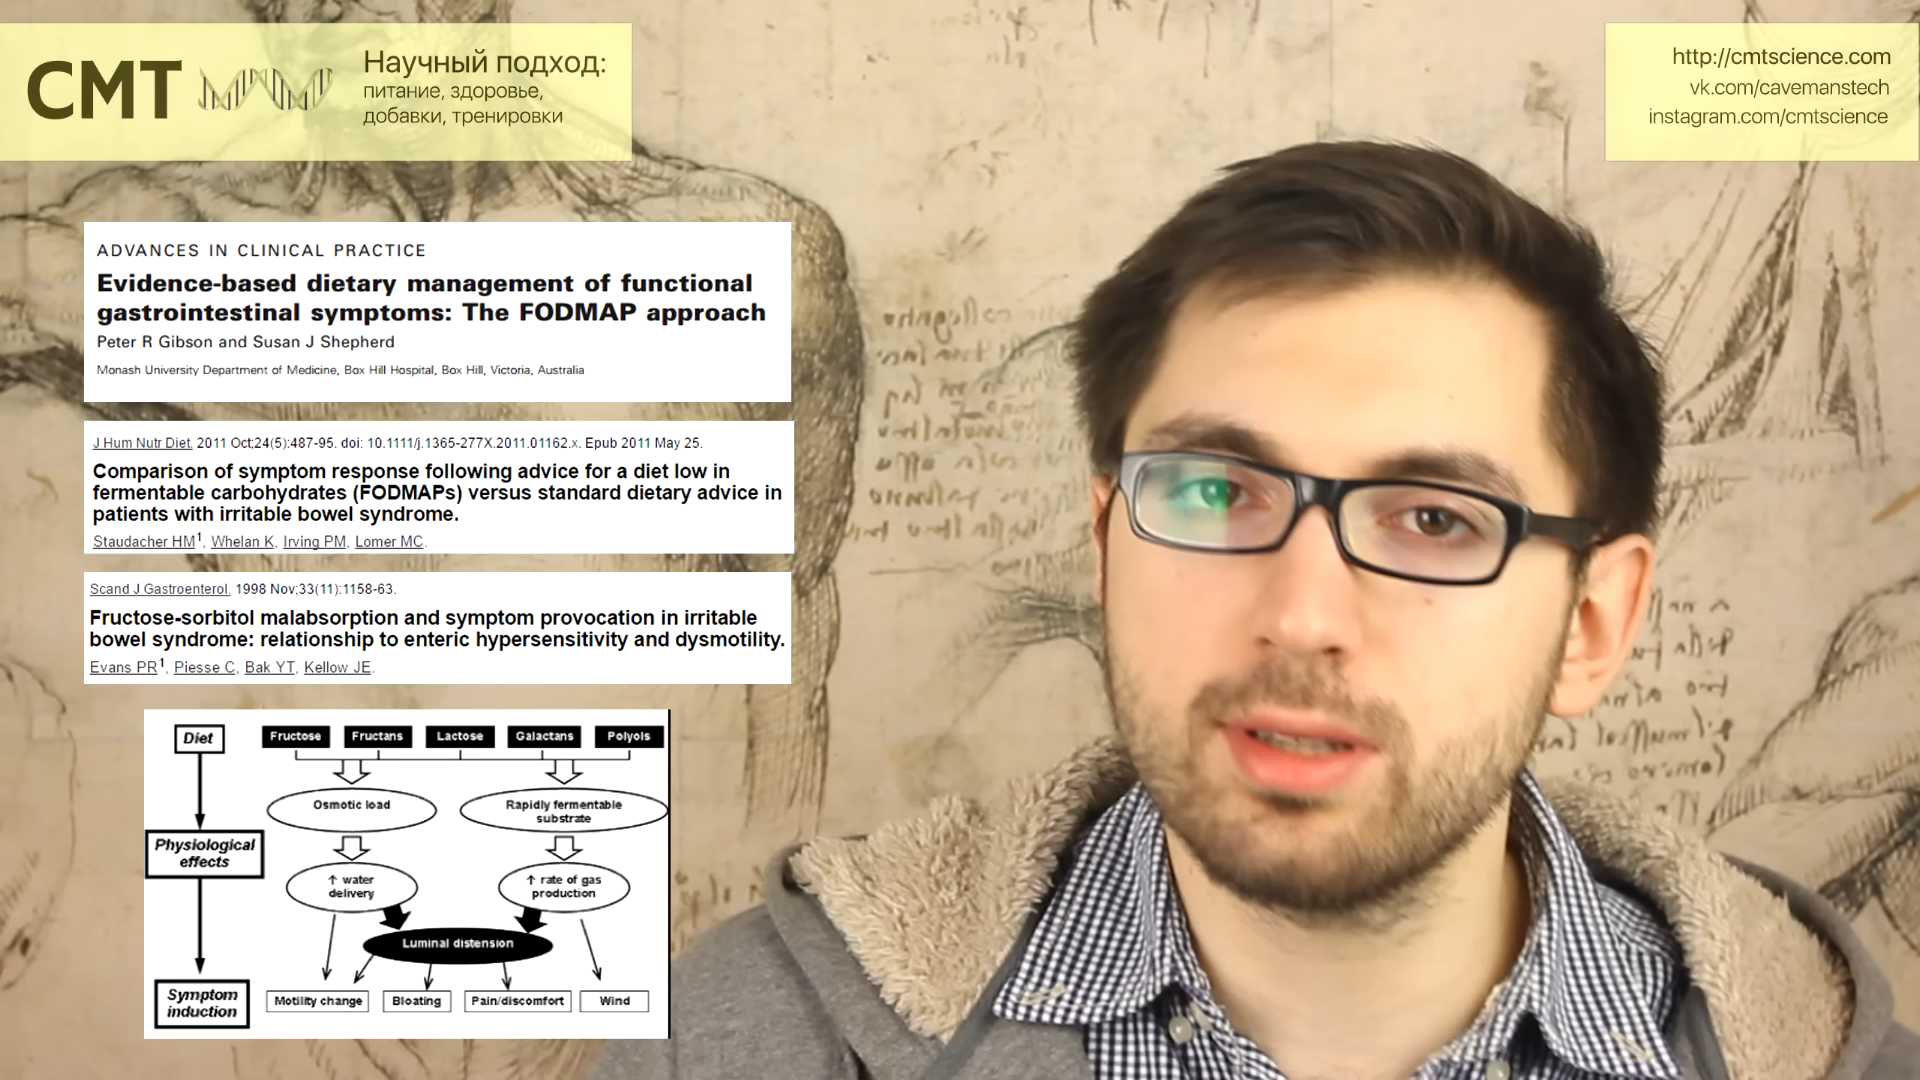 CMT
Научный подход:
питание, здоровье,
добавки, тренировки
http://cmtscience.com
vk.com/cavemanstech
instagram.com/cmtscience
ADVANCES IN CLINICAL PRACTICE
Evidence-based dietary management of functional
gastrointestinal symptoms: The FODMAP approach
Peter R Gibson and Susan J Shepherd
Monash University Department of Medicine, Box Hill Hospital, Box Hill, Victoria, Australia
J Hum Nutr Diet. 2011 Oct;24(5):487-95. doi: 10.1111/j.1365-277X.2011.01162.x. Epub 2011 May 25.
Comparison of symptom response following advice for a diet low in
fermentable carbohydrates (FODMAPs) versus standard dietary advice in
patients with irritable bowel syndrome.
Staudacher HM1, Whelan K, Irving PM, Lomer MC.
Scand J Gastroenterol. 1998 Nov;33(11):1158-63.
Fructose-sorbitol malabsorption and symptom provocation in irritable
bowel syndrome: relationship to enteric hypersensitivity and dysmotility.
Evans PR1, Piesse C, Bak YT, Kellow JE.
Diet
Fructose
Fructans
Lactose
Galactans
Polyols
Osmotic load
Rapidly fermentable
substrate
Physiological
effects
↑ water
delivery
↑ rate of gas
production
Luminal distension
Symptom
induction
Motility change
Bloating
Pain/discomfort
Wind